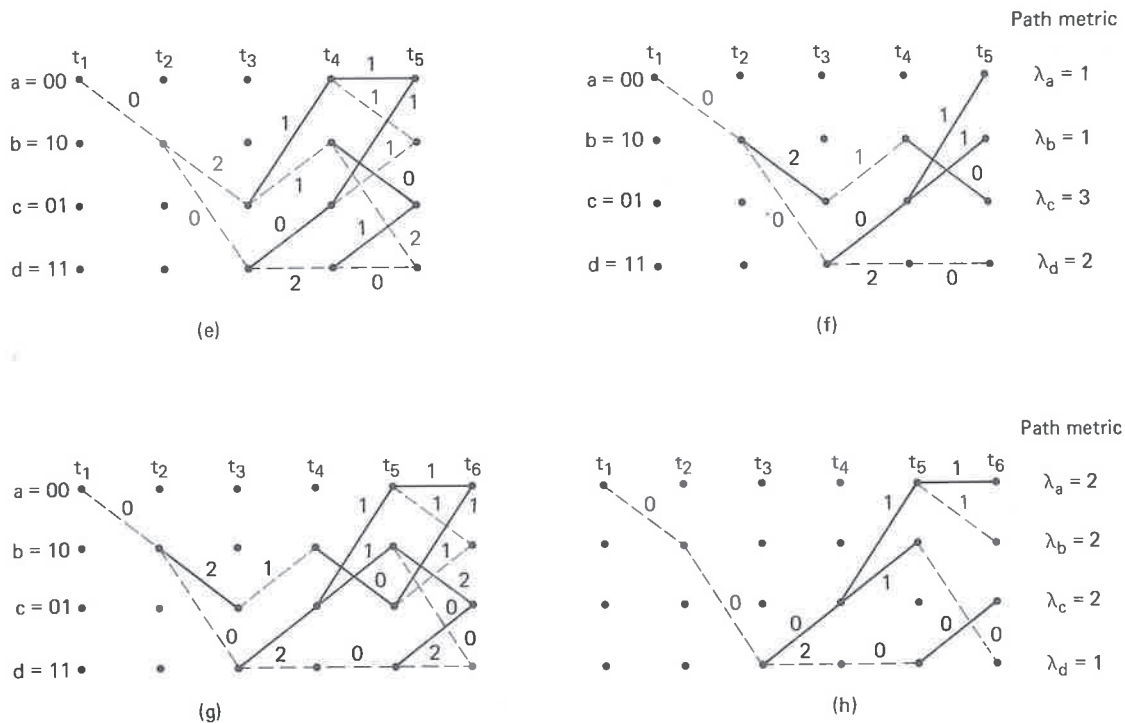 Path metric
t1 t2 t3 t4 t5
a = 00
b = 10
c = 01
d = 11
0
2
0
1
1
0
2
1
1
1
1
0
1
2
0
(e)
t1 t2 t3 t4 t5
a = 00
b = 10
c = 01
d = 11
0
2
0
1
0
2
1
1
0
0
λa = 1
λb = 1
λc = 3
λd = 2
(f)
Path metric
t1 t2 t3 t4 t5 t6
a = 00
b = 10
c = 01
d = 11
0
2
0
1
2
1
1
0
0
1
1
1
1
2
0
0
2
(g)
t1 t2 t3 t4 t5 t6
0
0
0
2
1
1
0
1
1
0
0
λa = 2
λb = 2
λc = 2
λd = 1
(h)